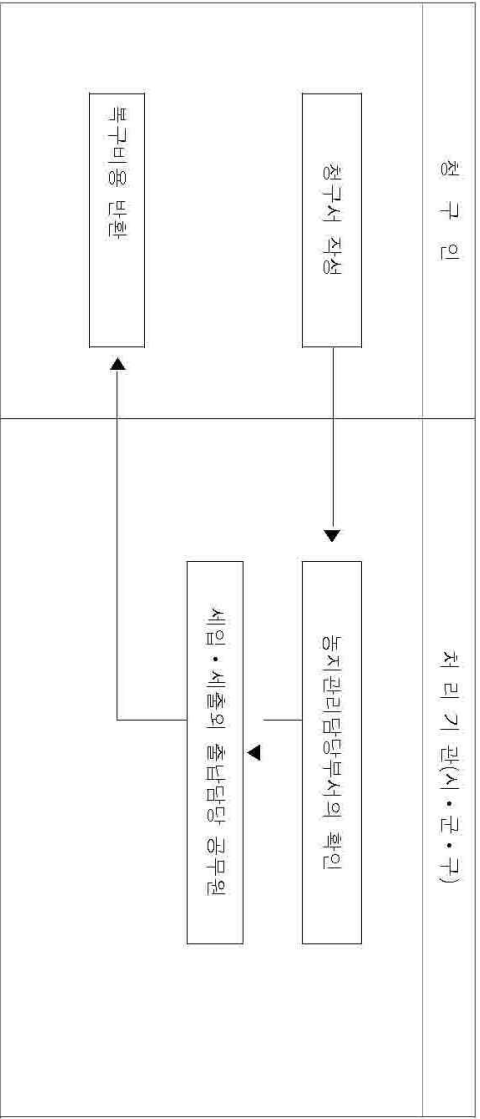 청 구 인
처 리 기 관(시・군・구)
청구서 작성
농지관리담당부서의 확인
세입・세출외 출납담당 공무원
복구비용 반환